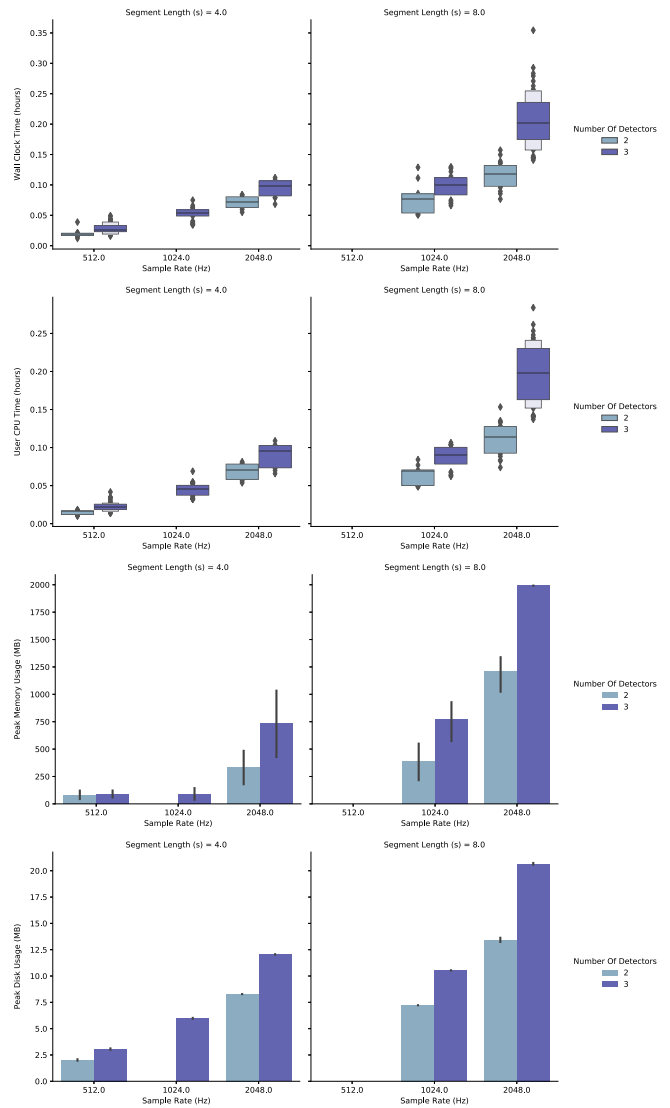 Segment Length (s) = 4.0
Segment Length (s) = 8.0
0.35
0.30
0.25
0.20
0.15
0.10
0.05
0.00
Wall Clock Time (hours)
512.0
1024.0
2048.0
Sample Rate (Hz)
512.0
1024.0
2048.0
Sample Rate (Hz)
Number Of Detectors
2
3
Segment Length (s) = 4.0
Segment Length (s) = 8.0
0.25
0.20
0.15
0.10
0.05
0.00
User CPU Time (hours)
512.0
1024.0
2048.0
Sample Rate (Hz)
512.0
1024.0
2048.0
Sample Rate (Hz)
Number Of Detectors
2
3
Segment Length (s) = 4.0
Segment Length (s) = 8.0
2000
1750
1500
1250
1000
750
500
250
0
Peak Memory Usage (MB)
512.0
1024.0
2048.0
Sample Rate (Hz)
512.0
1024.0
2048.0
Sample Rate (Hz)
Number Of Detectors
2
3
Segment Length (s) = 4.0
Segment Length (s) = 8.0
20.0
17.5
15.0
12.5
10.0
7.5
5.0
2.5
0.0
Peak Disk Usage (MB)
512.0
1024.0
2048.0
Sample Rate (Hz)
512.0
1024.0
2048.0
Sample Rate (Hz)
Number Of Detectors
2
3